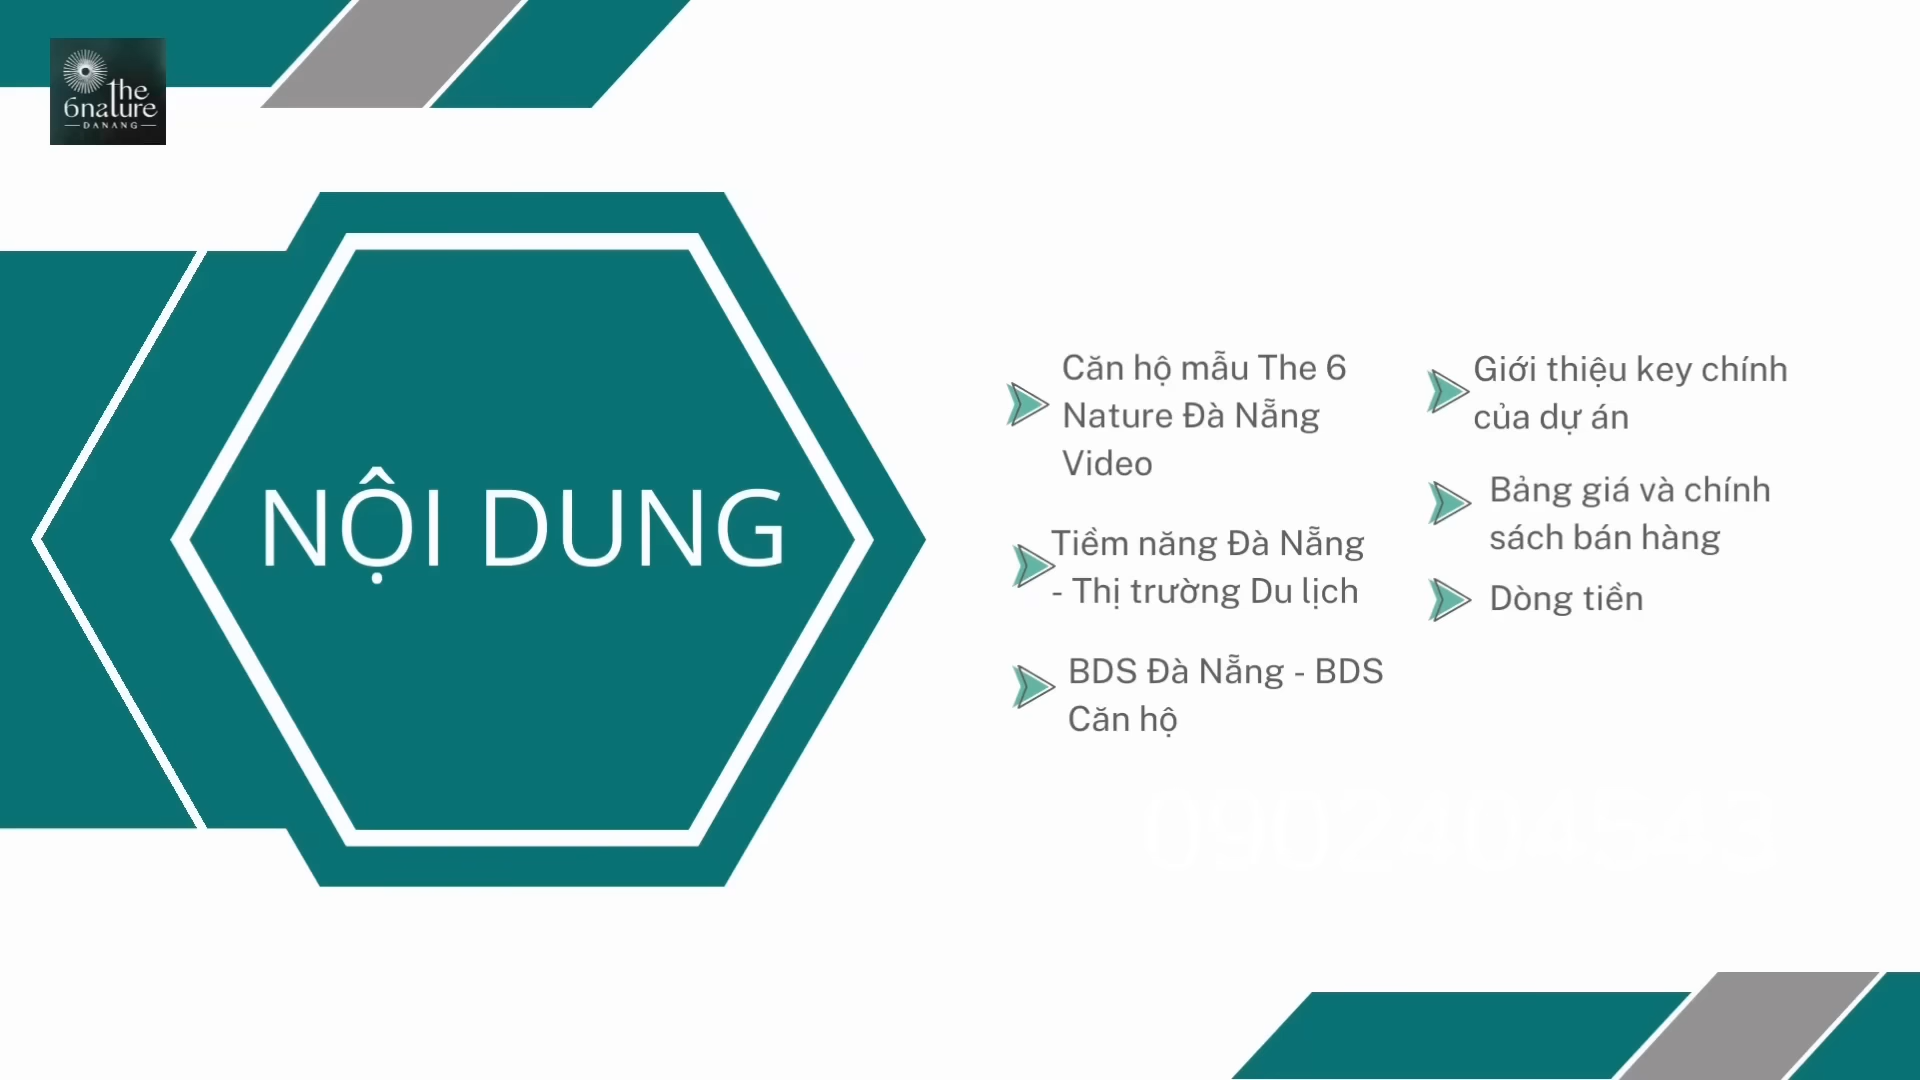 the
6nature
DANANG
NỘI DUNG
Căn hộ mẫu The 6
Nature Đà Nẵng
Video
Tiềm năng Đà Nẵng
- Thị trường Du lịch
BDS Đà Nẵng - BDS
Căn hộ
Giới thiệu key chính
của dự án
Bảng giá và chính
sách bán hàng
Dòng tiền